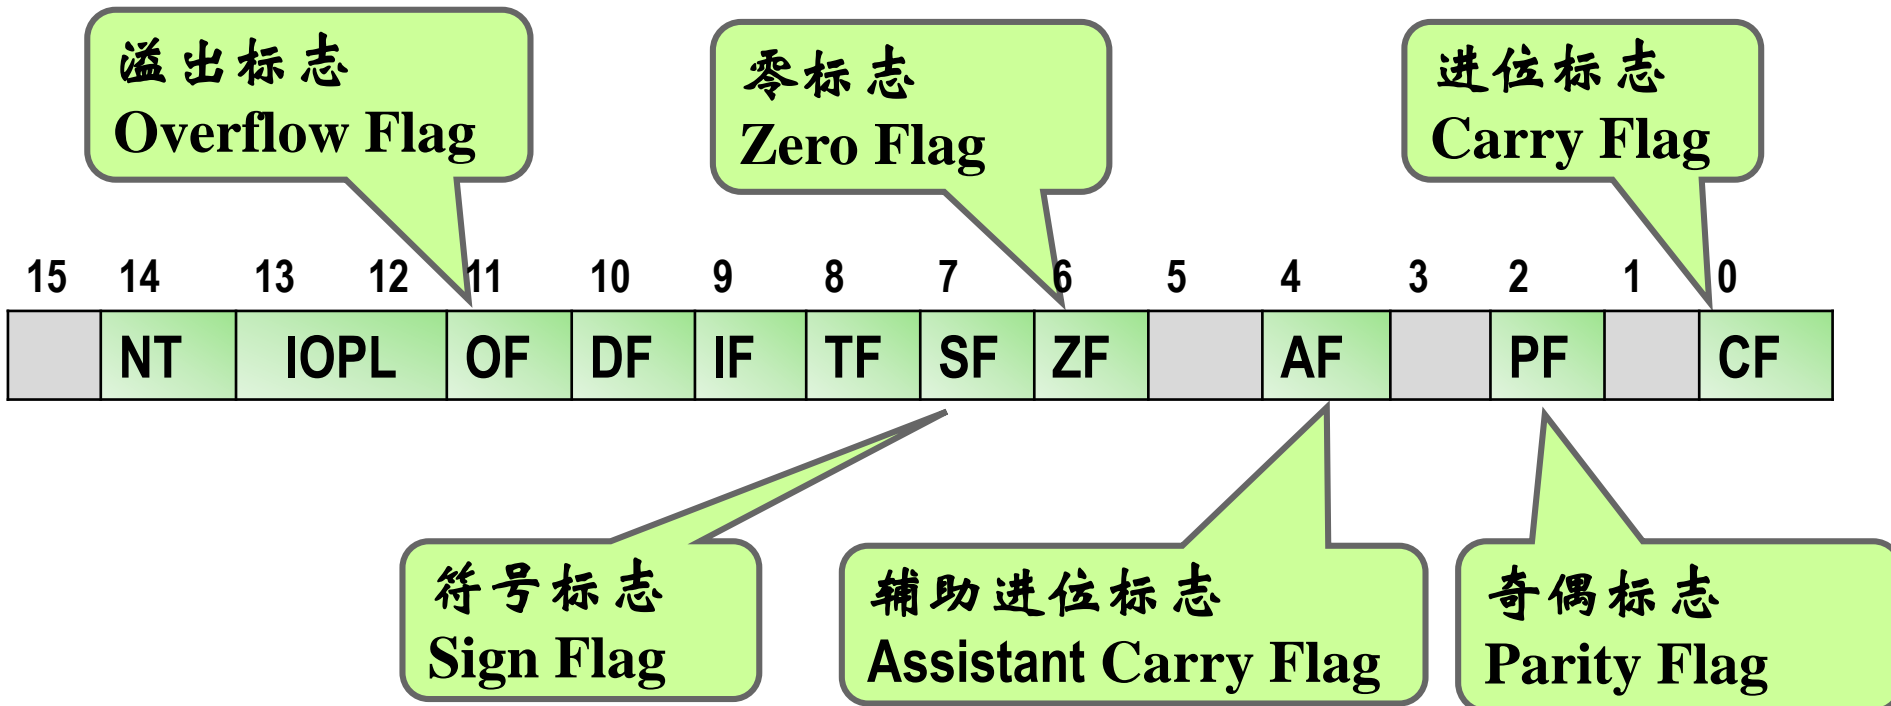 溢出标志
Overflow Flag
零标志
Zero Flag
进位标志
Carry Flag
15 14 13 12 11 10 9 8 7 6 5 4 3 2 1 0
NT IOPL OF DF IF TF SF ZF AF PF CF
符号标志
Sign Flag
辅助进位标志
Assistant Carry Flag
奇偶标志
Parity Flag